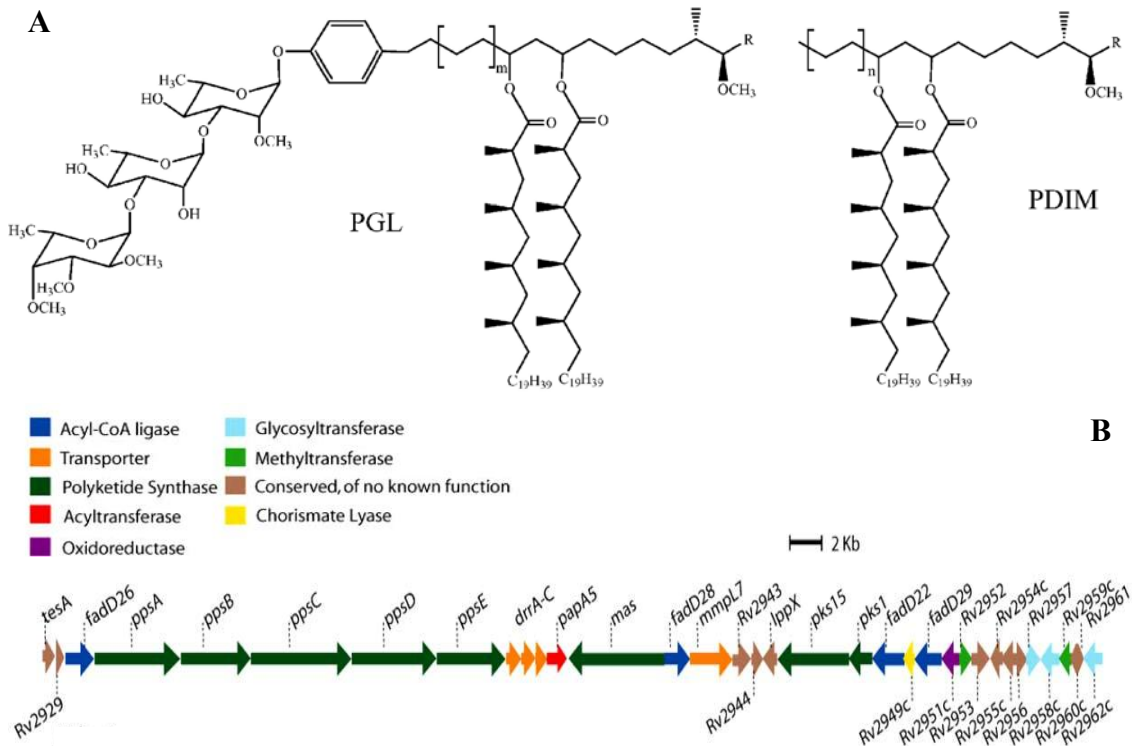 A
O
R
m
OCH3
O
O
O
O
H3C
O
HO
O
OCH3
H3C
O
HO
O
OH
H3C
O
OCH3
H3CO
OCH3
PGL
C19H39
C19H39
R
n
OCH3
O
O
O
O
PDIM
C19H39
C19H39
B
Acyl-CoA ligase
Transporter
Polyketide Synthase
Acyltransferase
Oxidoreductase
Glycosyltransferase
Methyltransferase
Conserved, of no known function
Chorismate Lyase
2 Kb
tesA
fadD26
ppsA
ppsB
ppsC
ppsD
ppsE
drrA-C
papA5
mas
fadD28
mmpL7
Rv2943
lppX
pks15
pks1
fadD22
fadD29
Rv2952
Rv2954c
Rv2957
Rv2959c
Rv2961
Rv2929
Rv2944
Rv2949c
Rv2951c
Rv2953
Rv2955c
Rv2956
Rv2958c
Rv2960c
Rv2962c